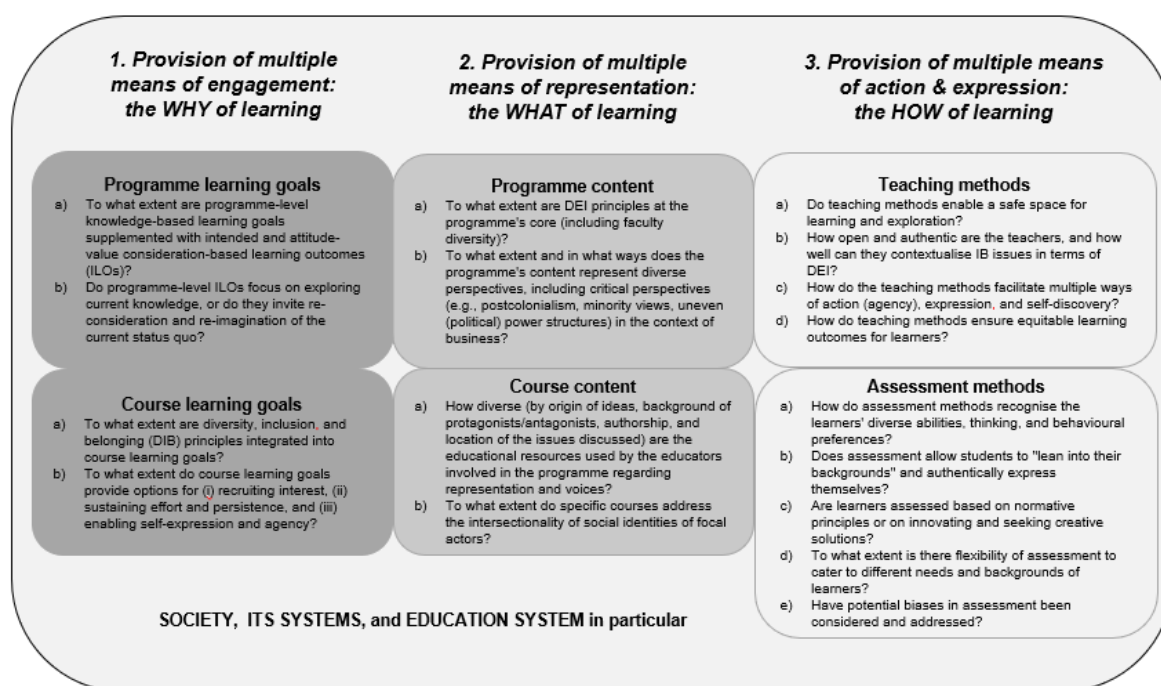 1. Provision of multiple
means of engagement:
the WHY of learning
Programme learning goals
a) To what extent are programme-level
knowledge-based learning goals
supplemented with intended and attitude-
value consideration-based learning outcomes
(ILOs)?
b) Do programme-level ILOs focus on exploring
current knowledge, or do they invite re-
consideration and re-imagination of the
current status quo?
Course learning goals
a) To what extent are diversity, inclusion, and
belonging (DIB) principles integrated into
course learning goals?
b) To what extent do course learning goals
provide options for (i) recruiting interest, (ii)
sustaining effort and persistence, and (iii)
enabling self-expression and agency?
2. Provision of multiple
means of representation:
the WHAT of learning
Programme content
a) To what extent are DEI principles at the
programme's core (including faculty
diversity)?
b) To what extent and in what ways does the
programme's content represent diverse
perspectives, including critical perspectives
(e.g., postcolonialism, minority views, uneven
(political) power structures) in the context of
business?
Course content
a) How diverse (by origin of ideas, background of
protagonists/antagonists, authorship, and
location of the issues discussed) are the
educational resources used by the educators
involved in the programme regarding
representation and voices?
b) To what extent do specific courses address
the intersectionality of social identities of focal
actors?
3. Provision of multiple means
of action & expression:
the HOW of learning
Teaching methods
a) Do teaching methods enable a safe space for
learning and exploration?
b) How open and authentic are the teachers, and how
well can they contextualise IB issues in terms of
DEI?
c) How do the teaching methods facilitate multiple ways
of action (agency), expression, and self-discovery?
d) How do teaching methods ensure equitable learning
outcomes for learners?
Assessment methods
a) How do assessment methods recognise the
learners' diverse abilities, thinking, and behavioural
preferences?
b) Does assessment allow students to "lean into their
backgrounds" and authentically express
themselves?
c) Are learners assessed based on normative
principles or on innovating and seeking creative
solutions?
d) To what extent is there flexibility of assessment to
cater to different needs and backgrounds of
learners?
e) Have potential biases in assessment been
considered and addressed?
SOCIETY, ITS SYSTEMS, and EDUCATION SYSTEM in particular